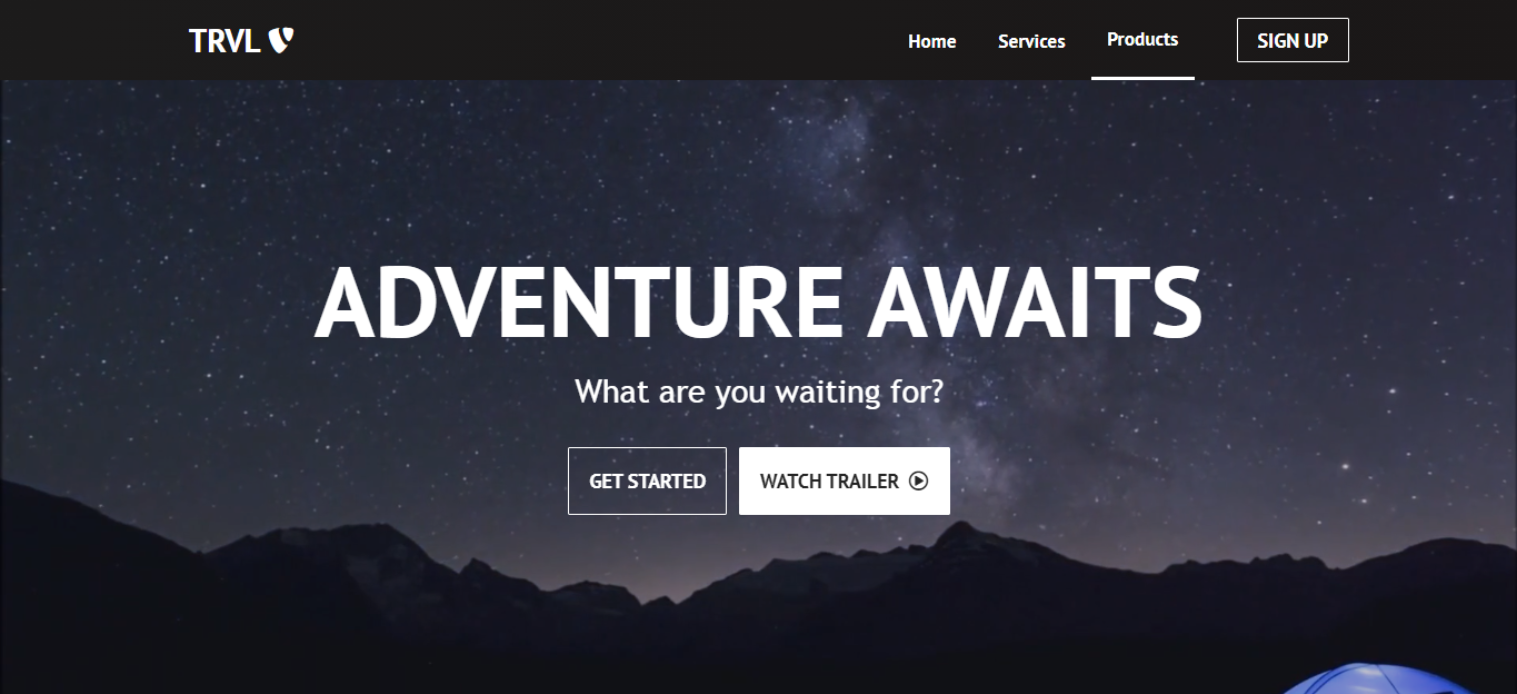 TRVL
Home Services Products SIGN UP
ADVENTURE AWAITS
What are you waiting for?
GET STARTED WATCH TRAILER